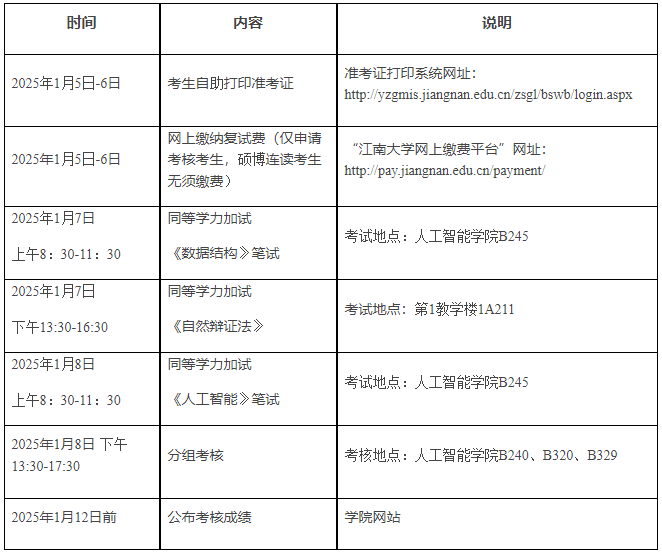 时间
内容
说明
2025年1月5日-6日
考生自助打印准考证
准考证打印系统网址：
http://yzgmis.jiangnan.edu.cn/zsgl/bswb/login.aspx
2025年1月5日-6日
网上缴纳复试费（仅申请
考核考生，硕博连读考生
无须缴费）
“江南大学网上缴费平台”网址：
http://pay.jiangnan.edu.cn/payment/
2025年1月7日
上午8：30-11：30
同等学力加试
《数据结构》笔试
考试地点：人工智能学院B245
2025年1月7日
下午13:30-16:30
同等学力加试
《自然辩证法》
考试地点：第1教学楼1A211
2025年1月8日
上午8：30-11：30
同等学力加试
《人工智能》笔试
考试地点：人工智能学院B245
2025年1月8日 下午
13:30-17:30
分组考核
考核地点：人工智能学院B240、B320、B329
2025年1月12日前
公布考核成绩
学院网站